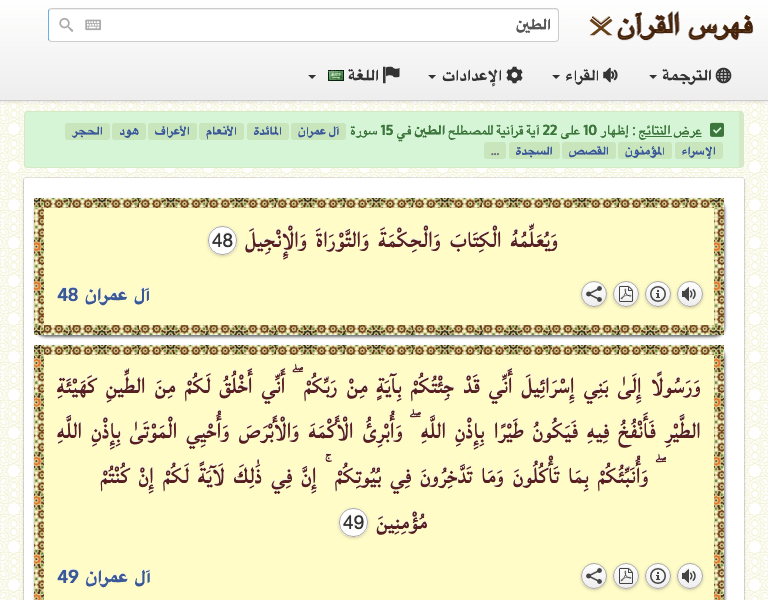 فهرس القرآن
الطين
الترجمة القراء الإعدادات اللغة
عرض النتائج : إظهار 10 على 22 آية قرآنية للمصطلح الطين في 15 سورة آل عمران المائدة الأنعام الأعراف هود الحجر
الإسراء المؤمنون القصص السجدة ...
وَيُعَلِّمُهُ الْكِتَابَ وَالْحِكْمَةَ وَالتَّوْرَاةَ وَالْإِنْجِيلَ 48
آل عمران 48
وَرَسُولًا إِلَىٰ بَنِي إِسْرَائِيلَ أَنِّي قَدْ جِئْتُكُمْ بِآيَةٍ مِنْ رَبِّكُمْ ۖ أَنِّي أَخْلُقُ لَكُمْ مِنَ الطِّينِ كَهَيْئَةِ
الطَّيْرِ فَأَنْفُخُ فِيهِ فَيَكُونُ طَيْرًا بِإِذْنِ اللَّهِ ۖ وَأُبْرِئُ الْأَكْمَهَ وَالْأَبْرَصَ وَأُحْيِي الْمَوْتَىٰ بِإِذْنِ اللَّهِ
ۖ وَأُنَبِّئُكُمْ بِمَا تَأْكُلُونَ وَمَا تَدَّخِرُونَ فِي بُيُوتِكُمْ ۚ إِنَّ فِي ذَٰلِكَ لَآيَةً لَكُمْ إِنْ كُنْتُمْ
مُؤْمِنِينَ 49
آل عمران 49